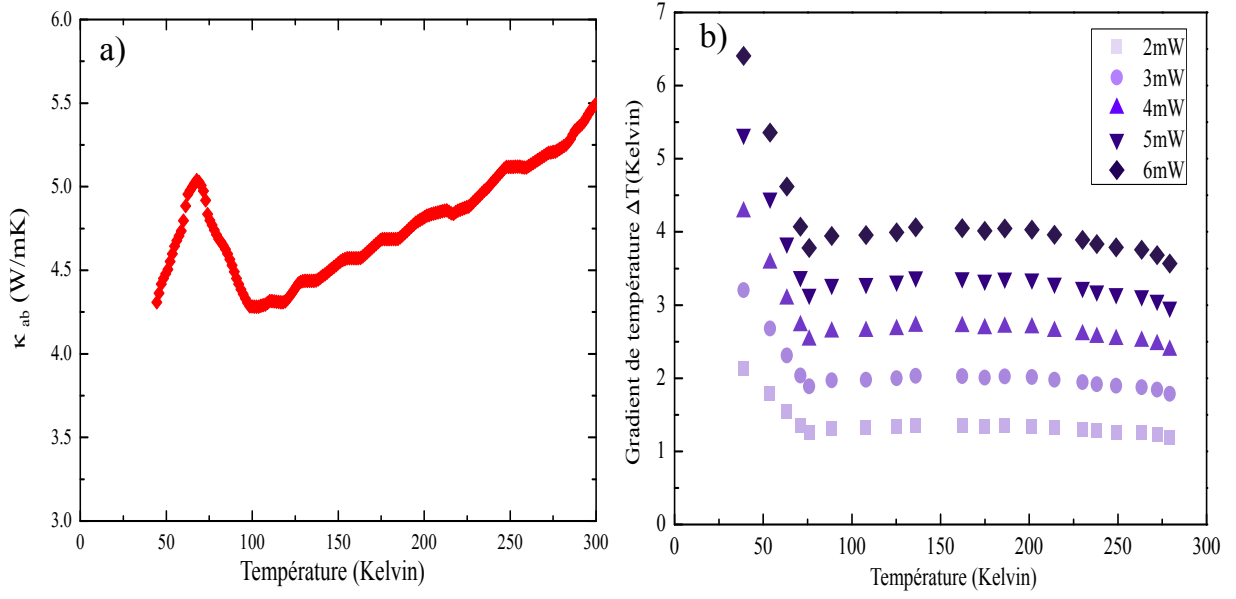 a)
κ ab (W/mK)
6.0
5.5
5.0
4.5
4.0
3.5
3.0
0
50
100
150
200
250
300
Température (Kelvin)
b)
Gradient de température ΔT(Kelvin)
7
6
5
4
3
2
1
0
0
50
100
150
200
250
300
Température (Kelvin)
2mW
3mW
4mW
5mW
6mW